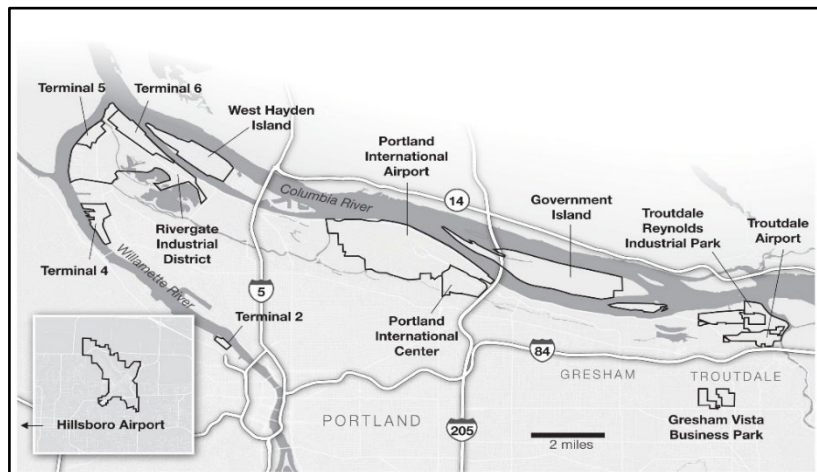 Terminal 5
Terminal 6
West Hayden
Island
Portland
International
Airport
Columbia River
14
Government
Island
Troutdale
Reynolds
Industrial Park
Troutdale
Airport
Rivergate
Industrial
District
Terminal 4
Willamette River
5
Terminal 2
Portland
International
Center
84
GRESHAM
TROUTDALE
Gresham Vista
Business Park
Hillsboro Airport
PORTLAND
205
2 miles